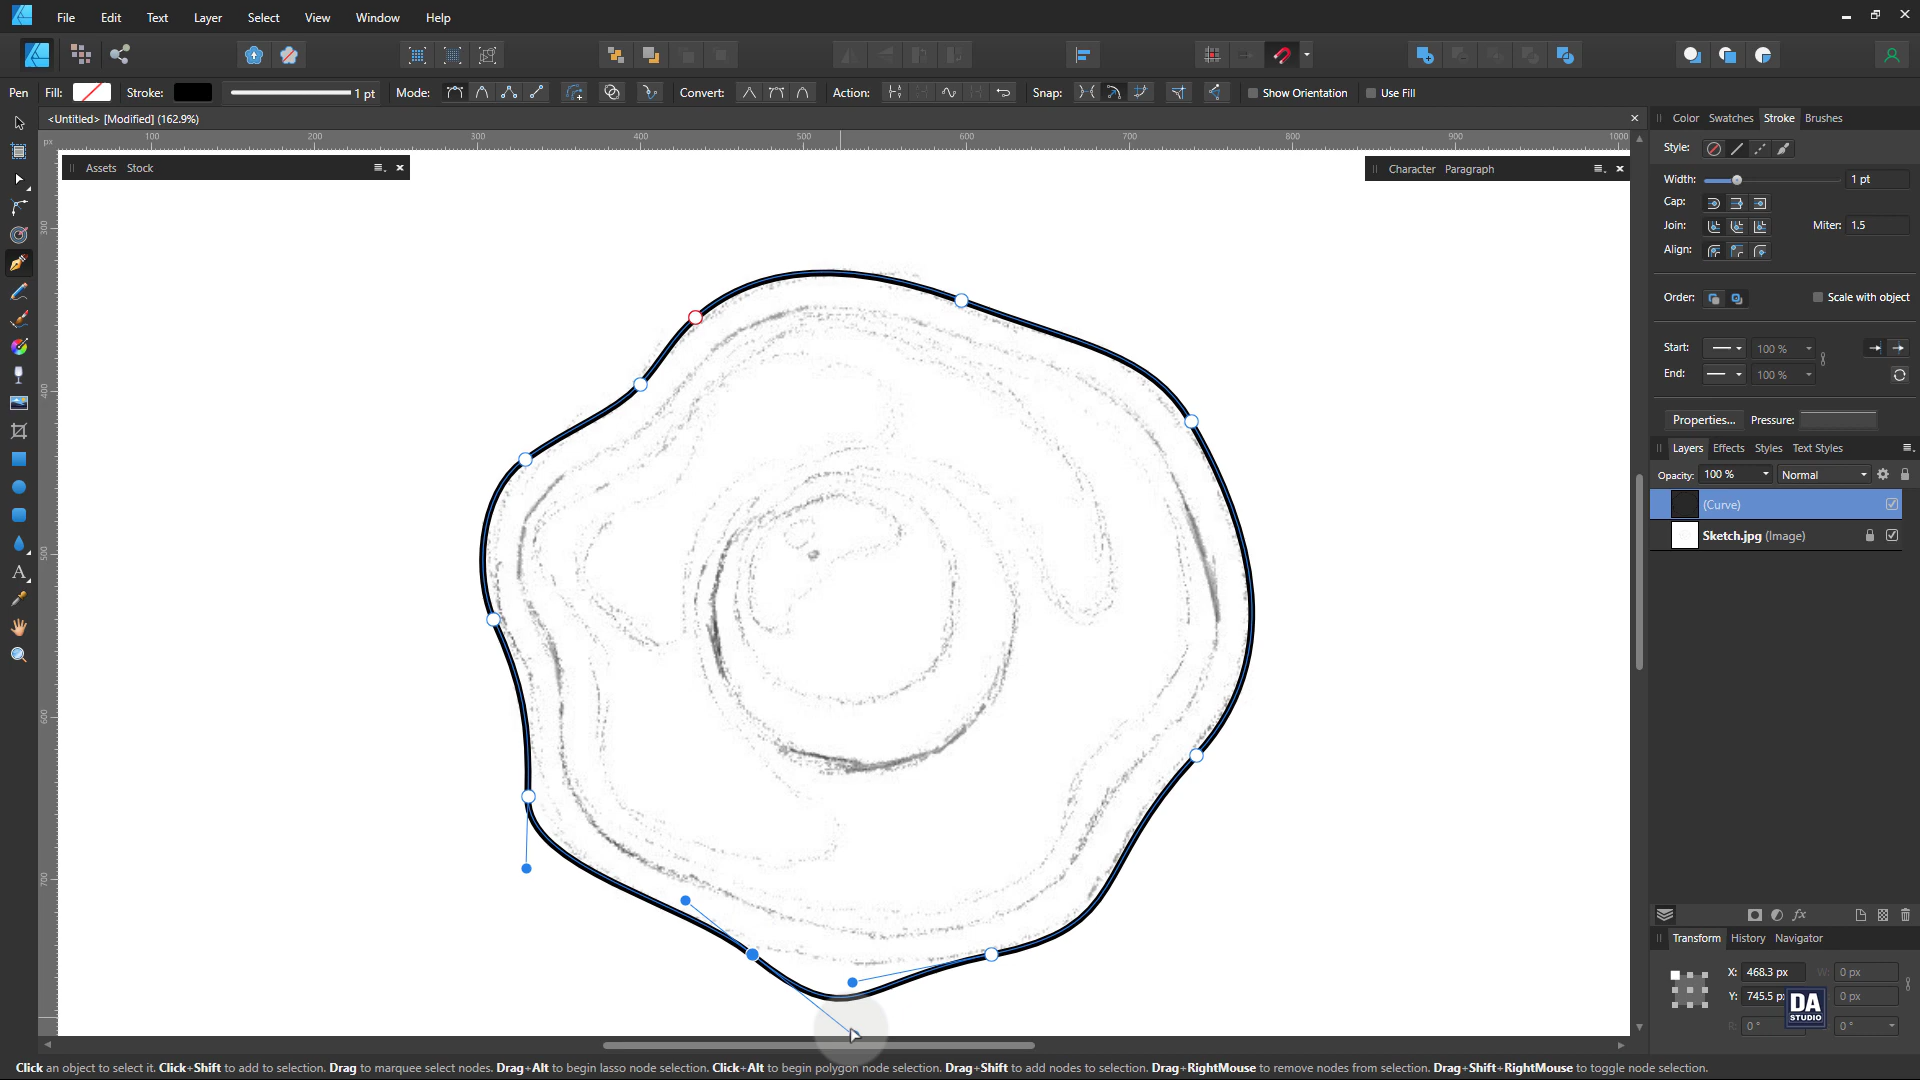 File Edit Text Layer Select View Window Help
Pen Fill: Stroke: 1 pt Mode: Convert: Action: Snap: Show Orientation Use Fill
<Untitled> [Modified] (162.9%)
Color Swatches Stroke Brushes
px 100 200 300 400 500 600 700 800 900 1000
Style:
Assets Stock
Character Paragraph
Width: 1 pt
Cap:
Join: Miter: 1.5
300
Align:
Order: Scale with object
Start: 100 %
End: 100 %
400
Properties... Pressure:
Layers Effects Styles Text Styles
Opacity: 100 % Normal
(Curve)
Sketch.jpg (Image)
500
600
700
fx
Transform History Navigator
X: 468.3 px W: 0 px
Y: 745.5 p 0 px
R: 0 ° 0 °
DA
STUDIO
Click an object to select it. Click+Shift to add to selection. Drag to marquee select nodes. Drag+Alt to begin lasso node selection. Click+Alt to begin polygon node selection. Drag+Shift to add nodes to selection. Drag+RightMouse to remove nodes from selection. Drag+Shift+RightMouse to toggle node selection.